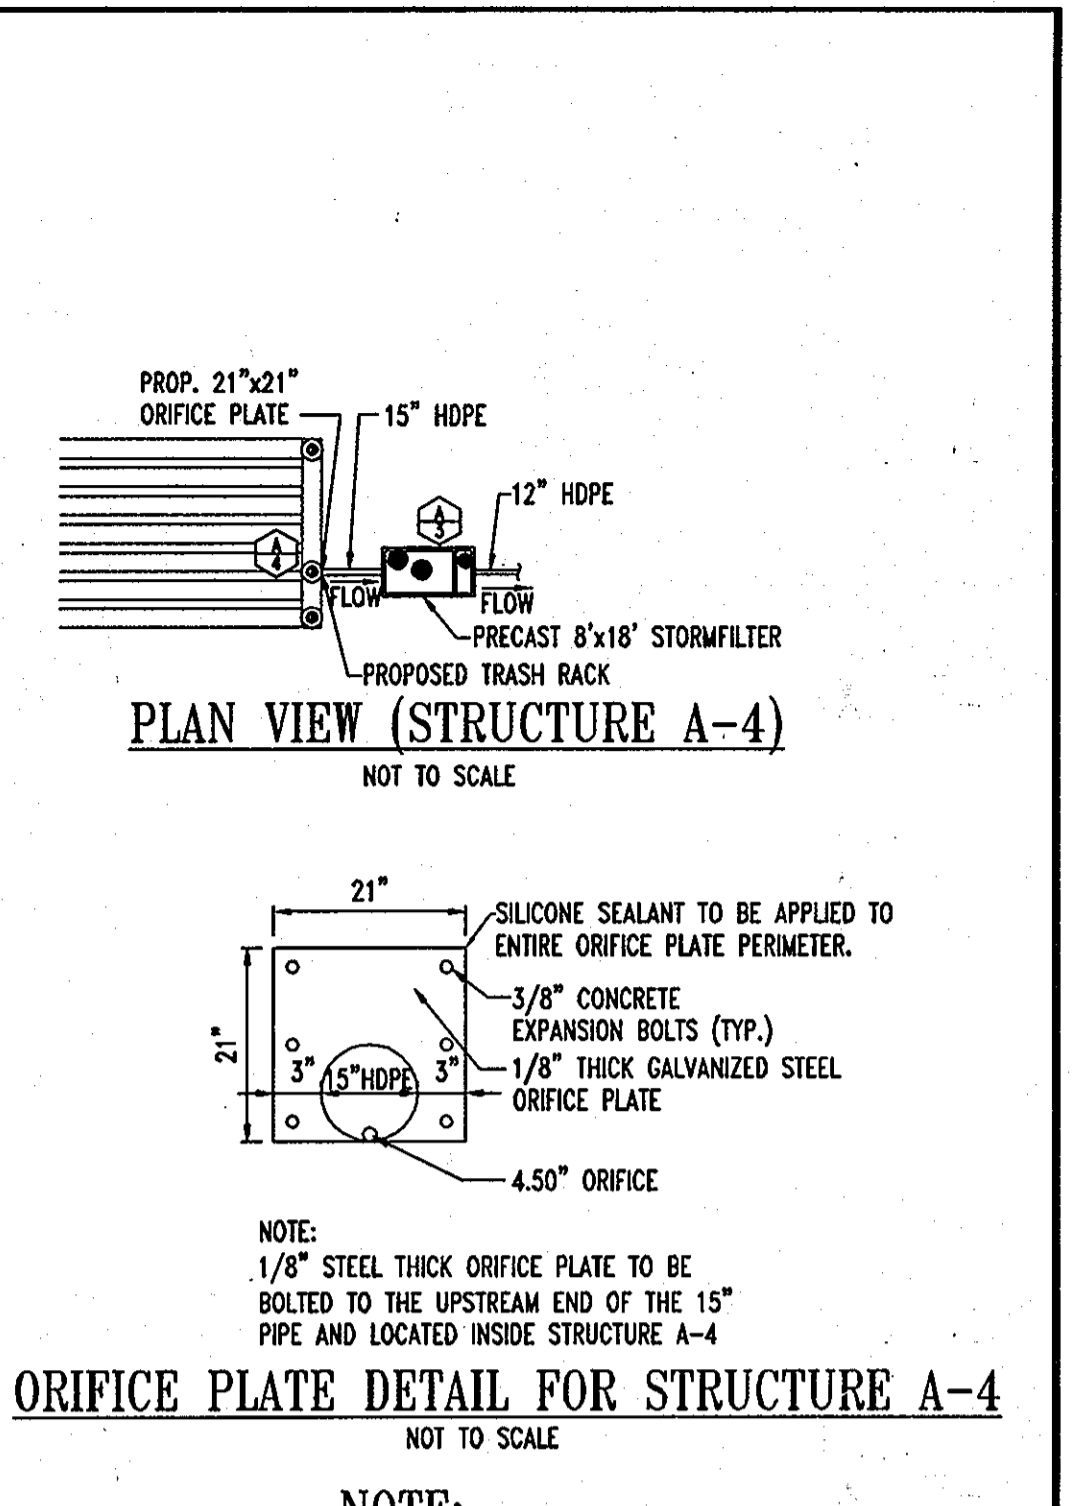 PROP. 21"x21"
ORIFICE PLATE
15" HDPE
12" HDPE
A
3
A
4
FLOW
FLOW
PRECAST 8'x18' STORMFILTER
PROPOSED TRASH RACK
PLAN VIEW (STRUCTURE A-4)
NOT TO SCALE
21"
SILICONE SEALANT TO BE APPLIED TO
ENTIRE ORIFICE PLATE PERIMETER.
3/8" CONCRETE
EXPANSION BOLTS (TYP.)
21"
3"
15"HDPE
3"
1/8" THICK GALVANIZED STEEL
ORIFICE PLATE
4.50" ORIFICE
NOTE:
1/8" STEEL THICK ORIFICE PLATE TO BE
BOLTED TO THE UPSTREAM END OF THE 15"
PIPE AND LOCATED INSIDE STRUCTURE A-4
ORIFICE PLATE DETAIL FOR STRUCTURE A-4
NOT TO SCALE
NOTE: